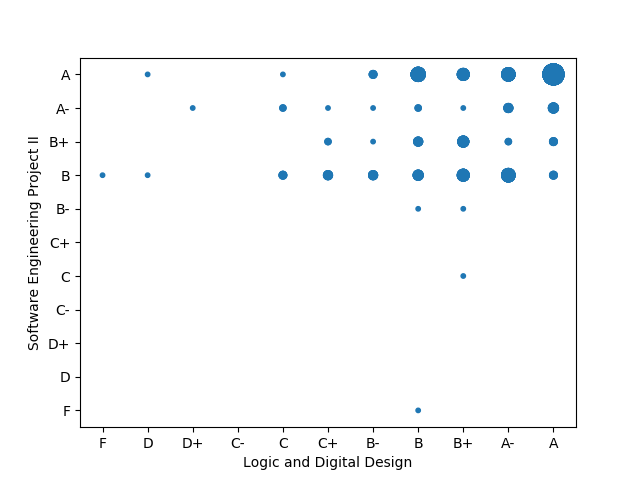 Software Engineering Project II
A
A-
B+
B
B-
C+
C
C-
D+
D
F
F D D+ C- C C+ B- B B+ A- A
Logic and Digital Design